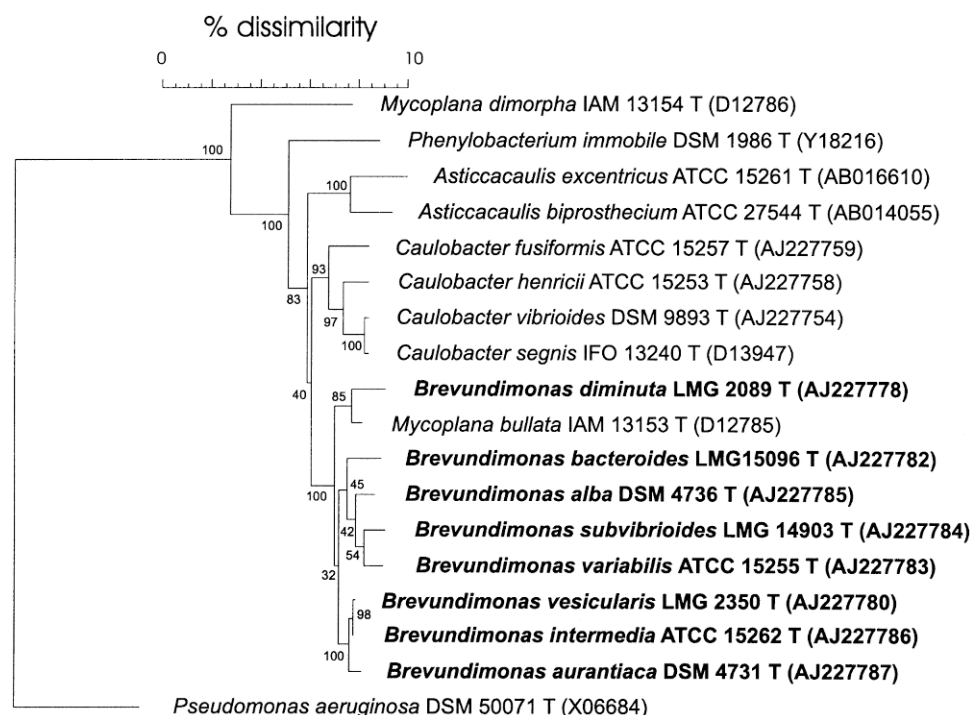 % dissimilarity
0 10
Mycoplana dimorpha IAM 13154 T (D12786)
100
Phenylobacterium immobile DSM 1986 T (Y18216)
100
Asticcacaulis excentricus ATCC 15261 T (AB016610)
100
Asticcacaulis biprosthecium ATCC 27544 T (AB014055)
Caulobacter fusiformis ATCC 15257 T (AJ227759)
93
Caulobacter henricii ATCC 15253 T (AJ227758)
83
97
Caulobacter vibrioides DSM 9893 T (AJ227754)
100
Caulobacter segnis IFO 13240 T (D13947)
40
85
Brevundimonas diminuta LMG 2089 T (AJ227778)
Mycoplana bullata IAM 13153 T (D12785)
Brevundimonas bacteroides LMG15096 T (AJ227782)
100
45
Brevundimonas alba DSM 4736 T (AJ227785)
42
Brevundimonas subvibrioides LMG 14903 T (AJ227784)
54
32
Brevundimonas variabilis ATCC 15255 T (AJ227783)
Brevundimonas vesicularis LMG 2350 T (AJ227780)
98
Brevundimonas intermedia ATCC 15262 T (AJ227786)
100
Brevundimonas aurantiaca DSM 4731 T (AJ227787)
Pseudomonas aeruginosa DSM 50071 T (X06684)